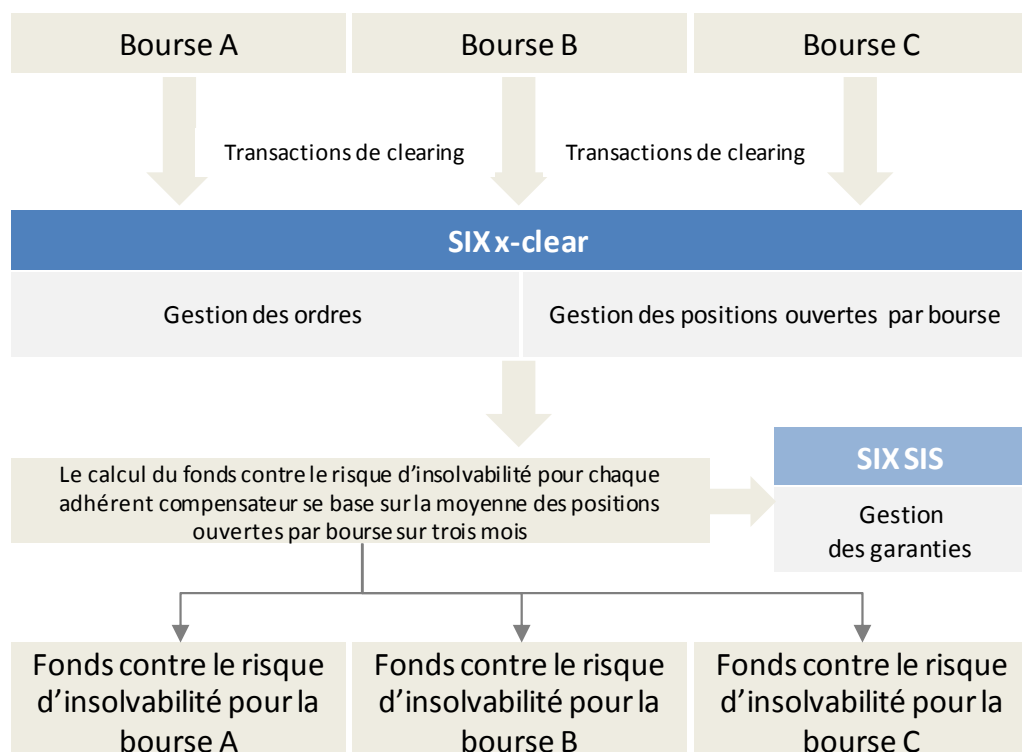 Bourse A
Bourse B
Bourse C
Transactions de clearing
Transactions de clearing
SIX x-clear
Gestion des ordres
Gestion des positions ouvertes par bourse
Le calcul du fonds contre le risque d’insolvabilité pour chaque
adhérent compensateur se base sur la moyenne des positions
ouvertes par bourse sur trois mois
SIX SIS
Gestion
des garanties
Fonds contre le risque
d’insolvabilité pour la
bourse A
Fonds contre le risque
d’insolvabilité pour la
bourse B
Fonds contre le risque
d’insolvabilité pour la
bourse C